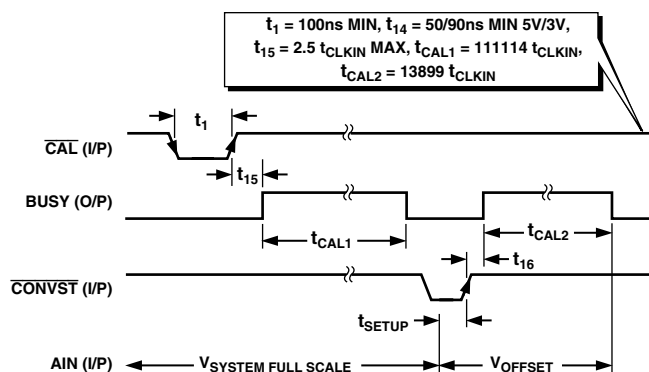 t1 = 100ns MIN, t14 = 50/90ns MIN 5V/3V,
t15 = 2.5 tCLKIN MAX, tCAL1 = 111114 tCLKIN,
tCAL2 = 13899 tCLKIN
t1
CAL (I/P)
t15
BUSY (O/P)
tCAL1
tCAL2
t16
CONVST (I/P)
tSETUP
AIN (I/P)
VSYSTEM FULL SCALE
VOFFSET